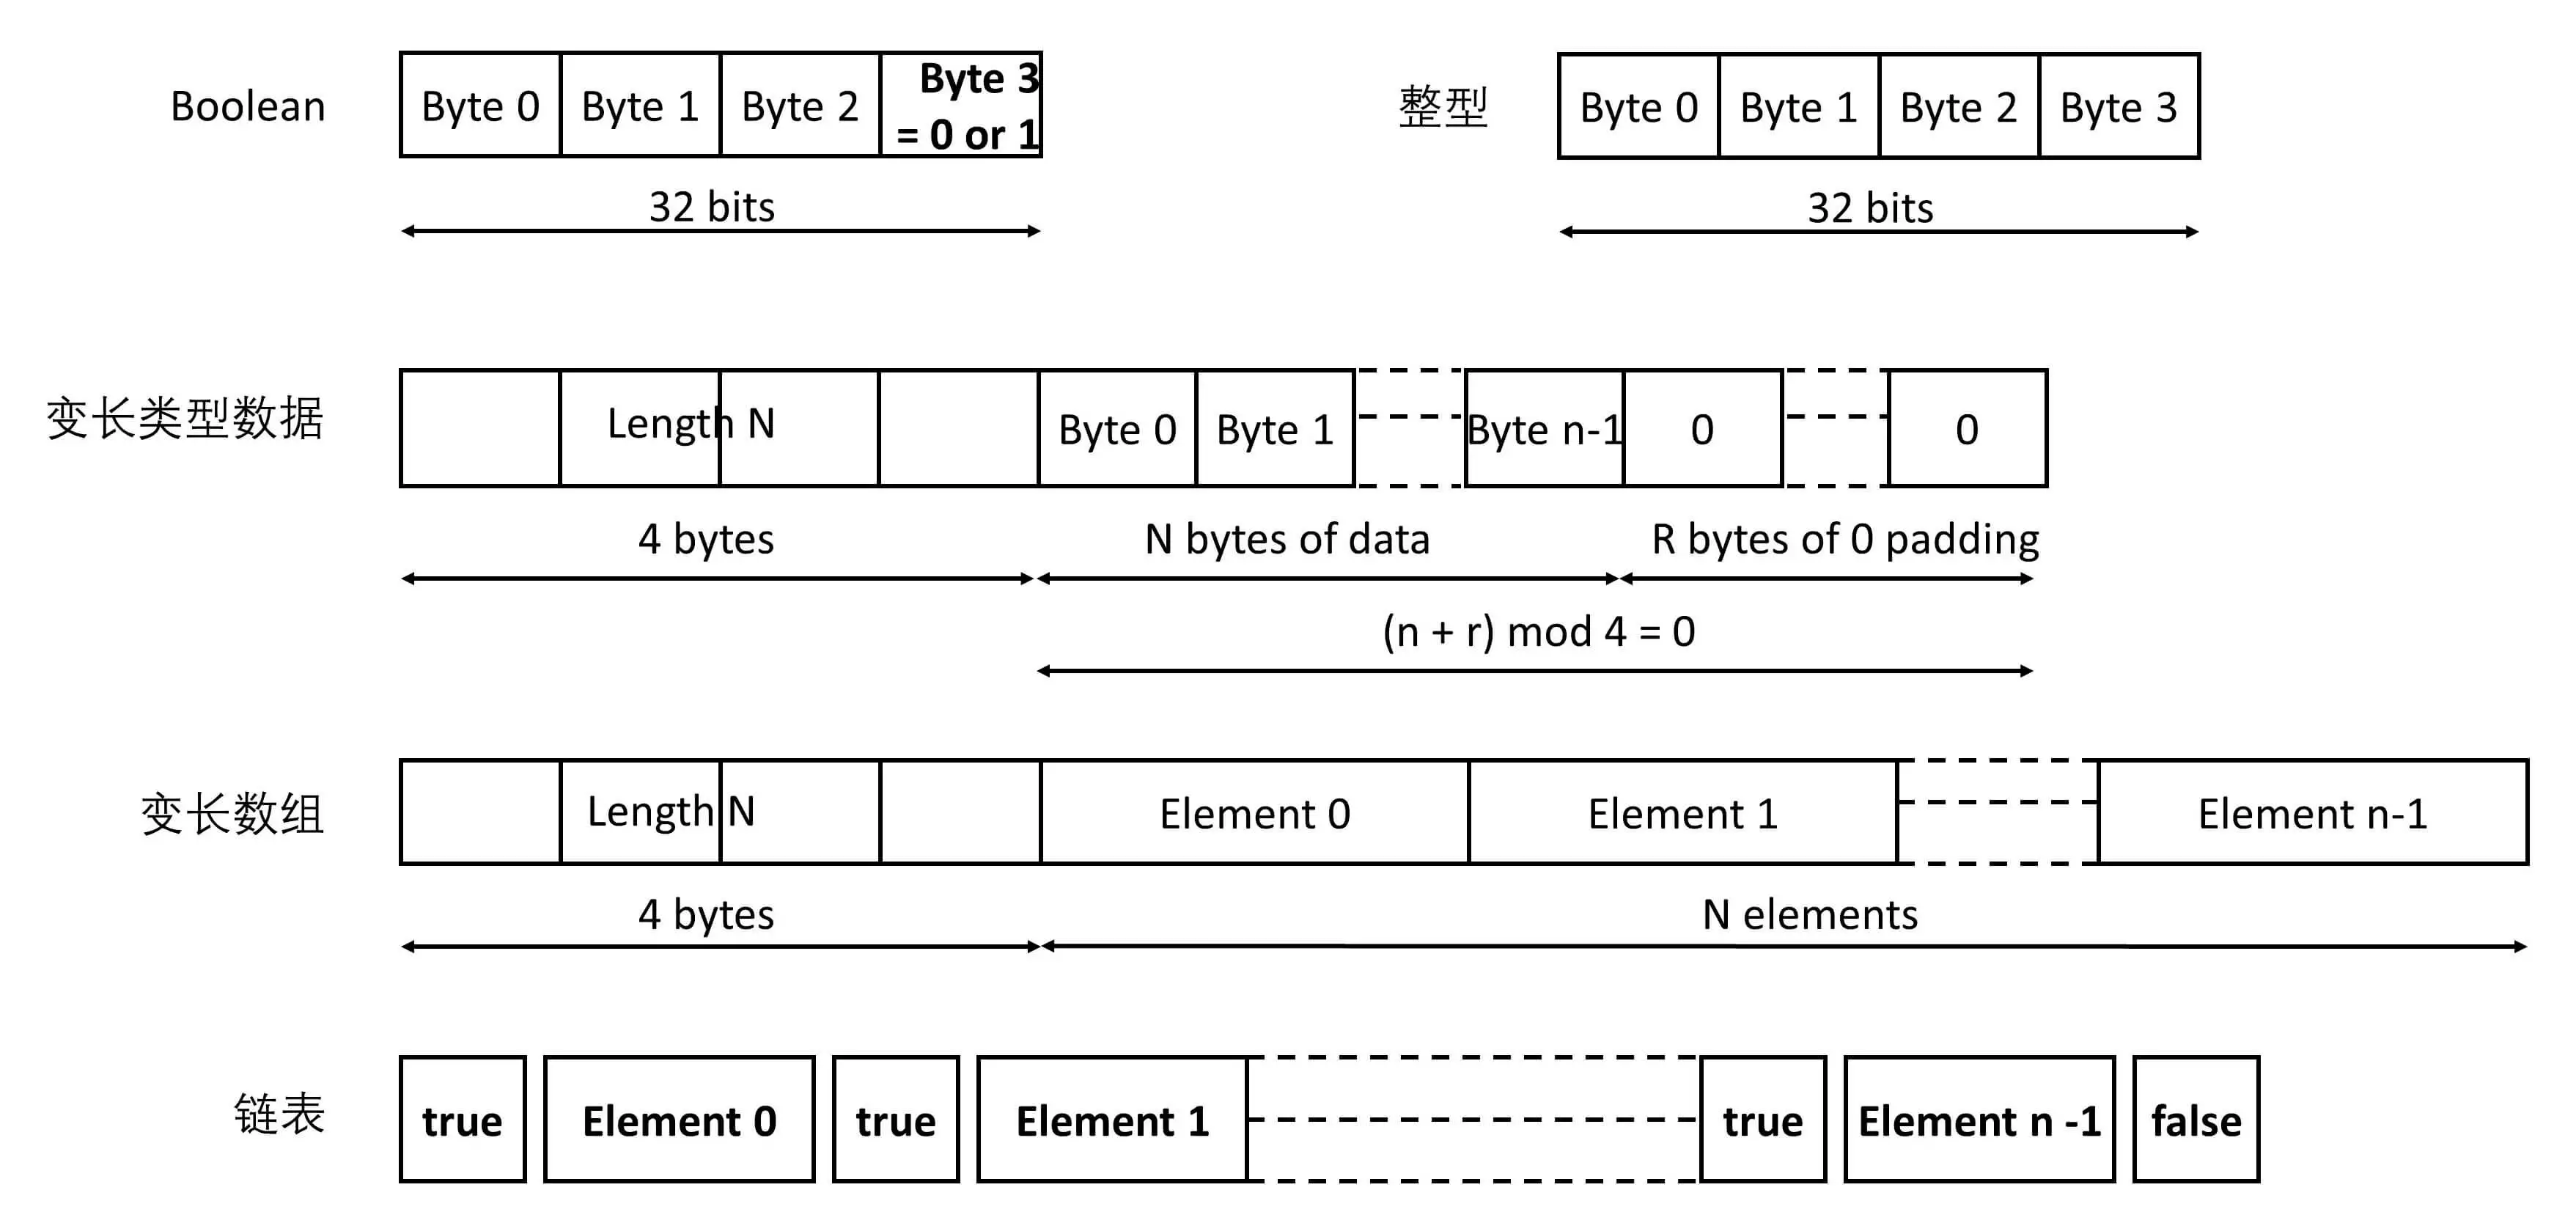 Boolean
Byte 0
Byte 1
Byte 2
Byte 3
= 0 or 1
32 bits
整型
Byte 0
Byte 1
Byte 2
Byte 3
32 bits
变长类型数据
Length N
Byte 0
Byte 1
Byte n-1
0
0
4 bytes
N bytes of data
R bytes of 0 padding
(n + r) mod 4 = 0
变长数组
Length N
Element 0
Element 1
Element n-1
4 bytes
N elements
链表
true
Element 0
true
Element 1
true
Element n -1
false